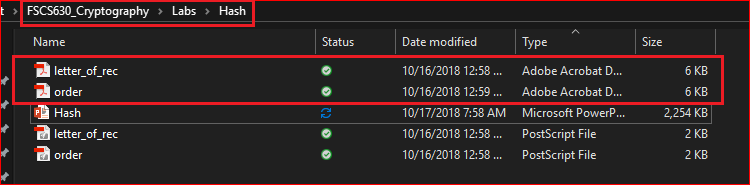 FSCS630_Cryptography > Labs > Hash
Name Status Date modified Type Size
letter_of_rec 10/16/2018 12:58 ... Adobe Acrobat D... 6 KB
order 10/16/2018 12:59 ... Adobe Acrobat D... 6 KB
Hash 10/17/2018 7:58 AM Microsoft PowerP... 2,254 KB
letter_of_rec 10/16/2018 12:58 ... PostScript File 2 KB
order 10/16/2018 12:58 ... PostScript File 2 KB